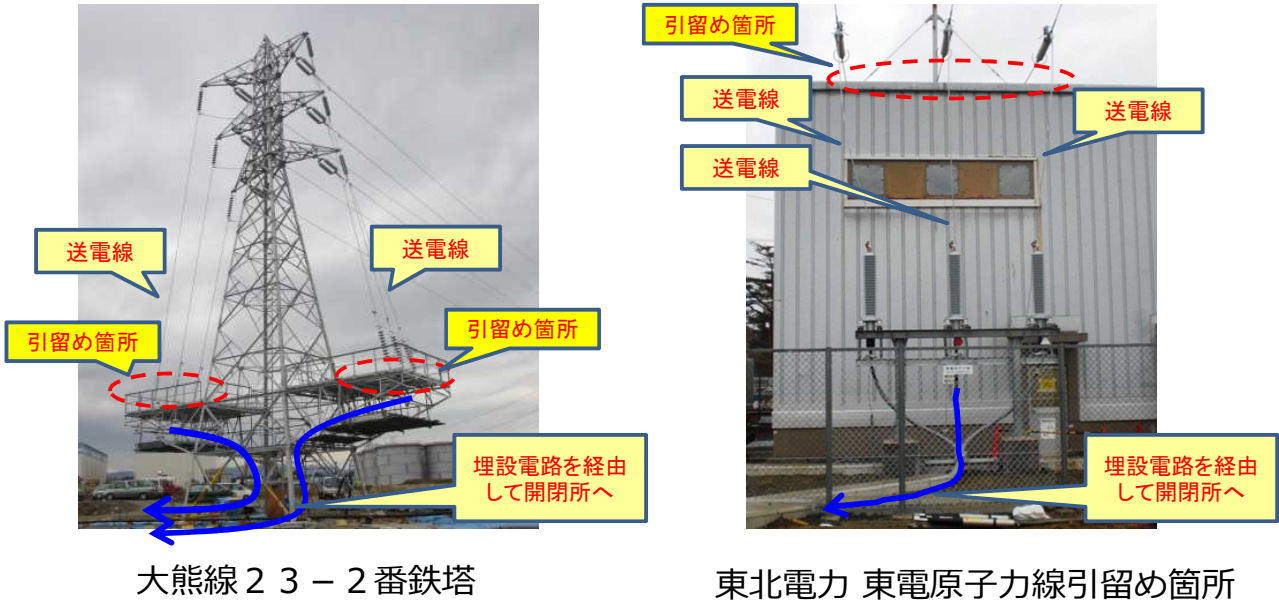 送電線
送電線
引留め箇所
引留め箇所
埋設電路を経由
して開閉所へ
大熊線２３－２番鉄塔
引留め箇所
送電線
送電線
送電線
埋設電路を経由
して開閉所へ
東北電力 東電原子力線引留め箇所